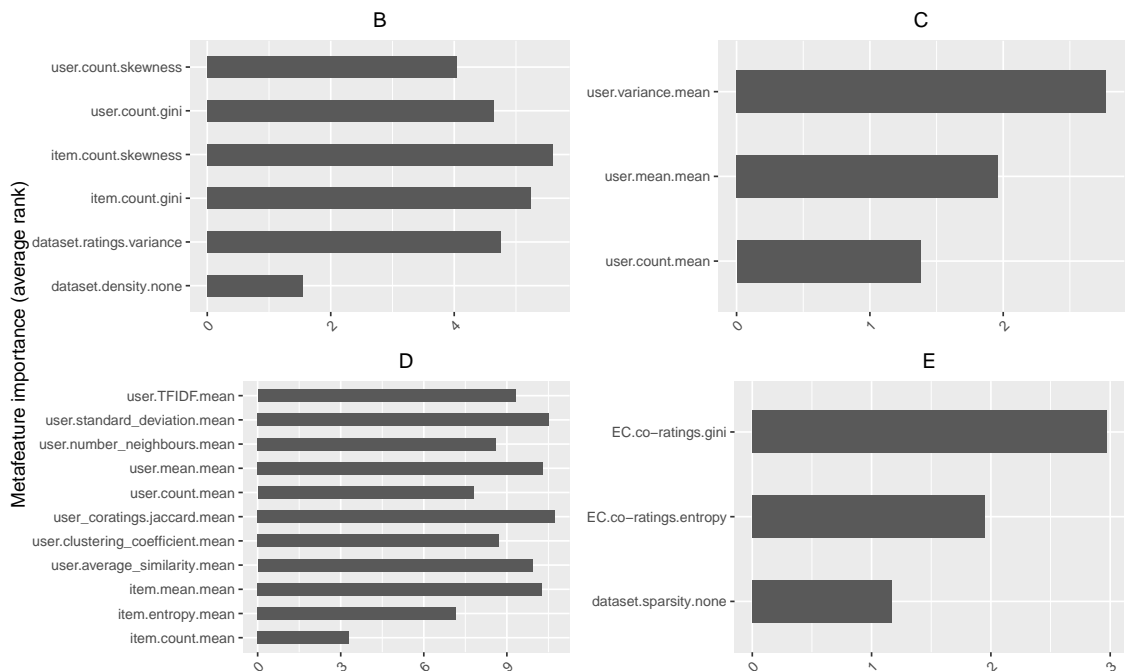 Metafeature importance (average rank)
B
user.count.skewness
user.count.gini
item.count.skewness
item.count.gini
dataset.ratings.variance
dataset.density.none
0 2 4
C
user.variance.mean
user.mean.mean
user.count.mean
0 1 2
D
user.TFIDF.mean
user.standard_deviation.mean
user.number_neighbours.mean
user.mean.mean
user.count.mean
user_coratings.jaccard.mean
user.clustering_coefficient.mean
user.average_similarity.mean
item.mean.mean
item.entropy.mean
item.count.mean
0 3 6 9
E
EC.co−ratings.gini
EC.co−ratings.entropy
dataset.sparsity.none
0 1 2 3